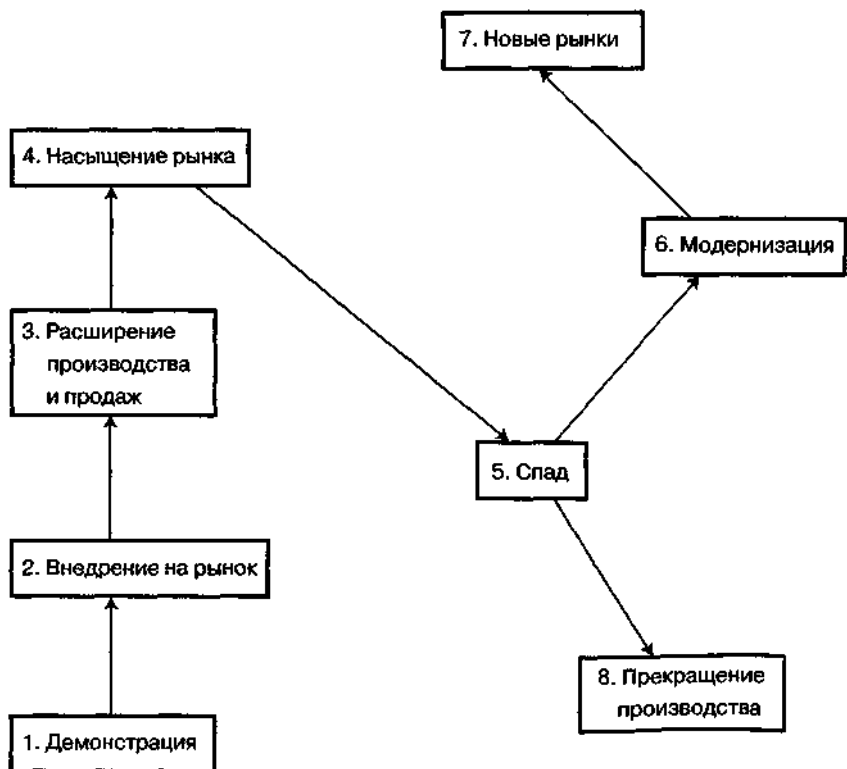 7. Новые рынки
4. Насыщение рынка
6. Модернизация
3. Расширение
производства
и продаж
5. Спад
2. Внедрение на рынок
8. Прекращение
производства
1. Демонстрация